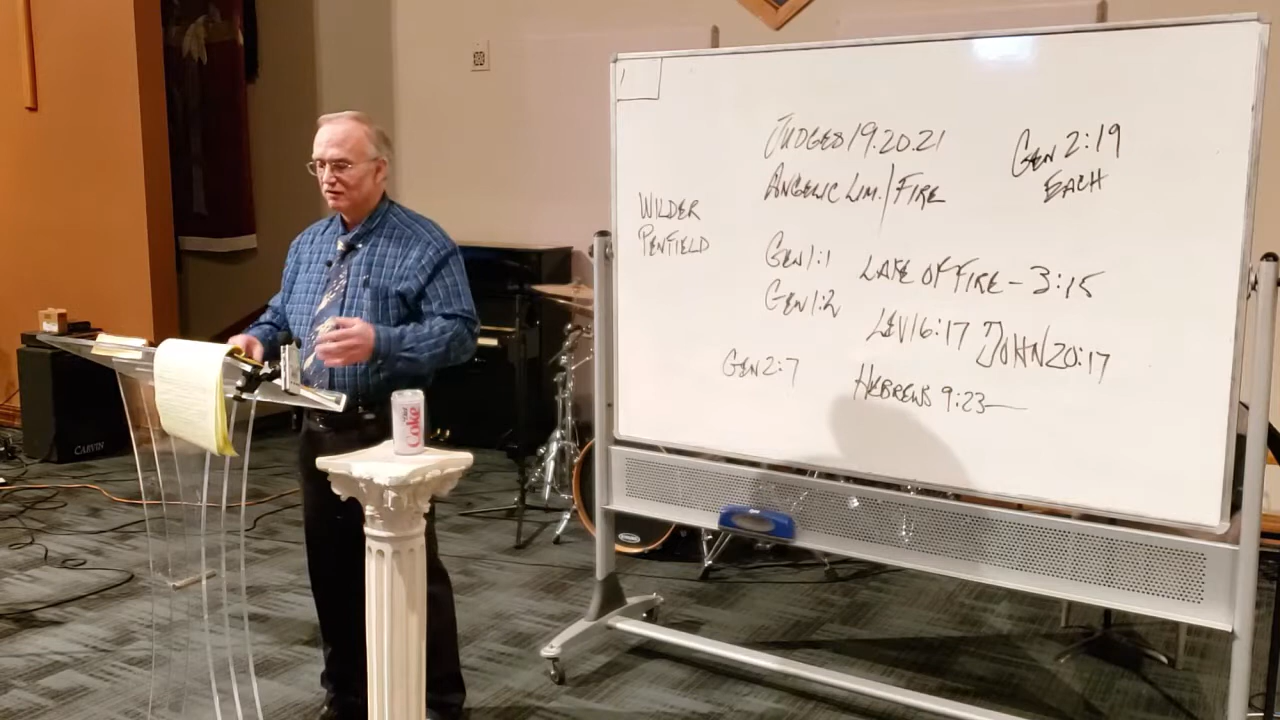 1
JUDGES 19.20.21
ANGELIC LIM./FIRE
GEN 2:19
EACH
WILDER
PENFIELD
GEN 1:1
LAKE OF FIRE - 3:15
GEN 1:2
LEV 16:17 JOHN 20:17
GEN 2:7
HEBREWS 9:23—
Coke
CARVIN